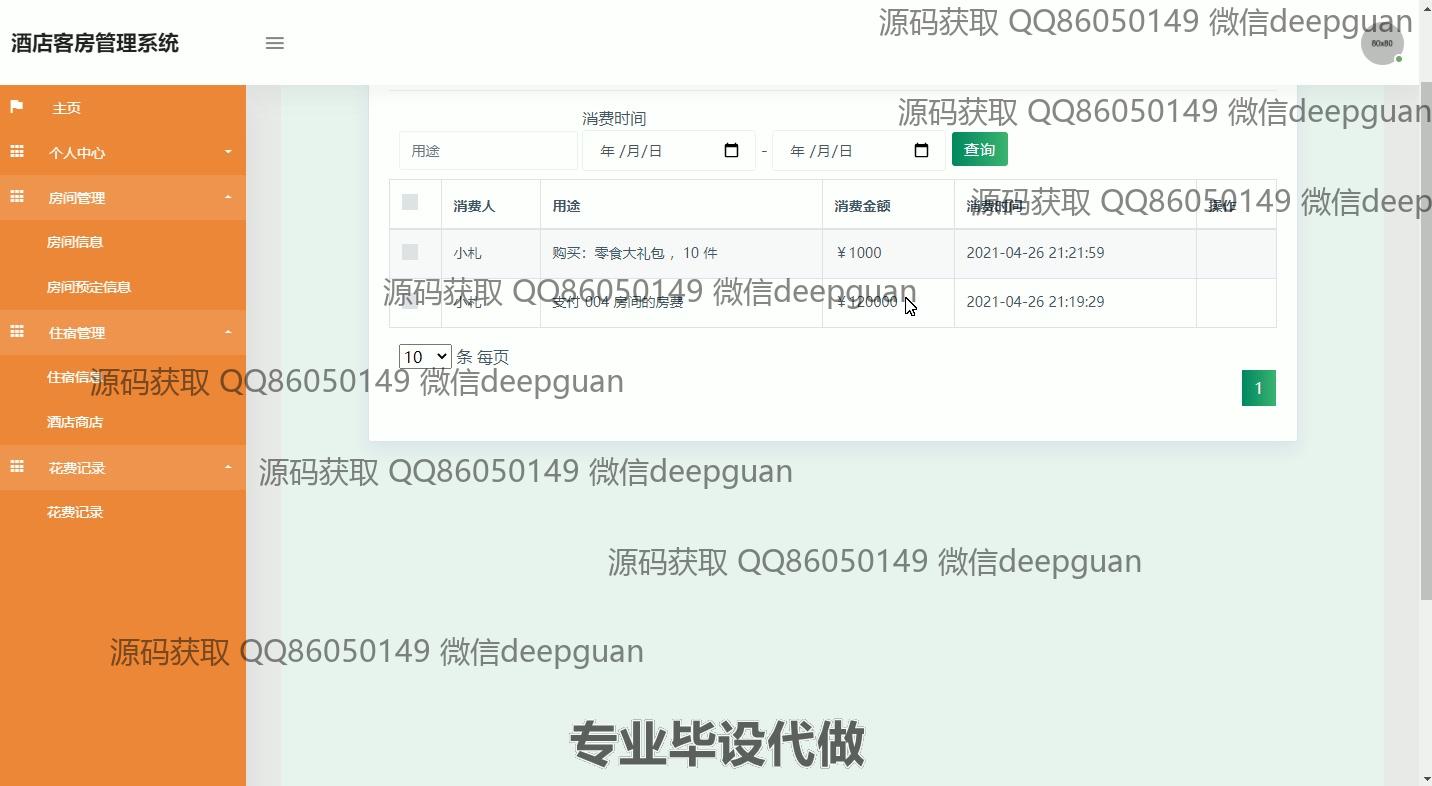 源码获取 QQ86050149 微信deepguan
酒店客房管理系统
60x60
主页
源码获取 QQ86050149 微信deepguan
消费时间
个人中心
用途
年 /月/日
-
年 /月/日
查询
房间管理
源码获取 QQ86050149 微信deep
消费人
用途
消费金额
消费时间
操作
房间信息
小札
购买：零食大礼包 ，10 件
￥1000
2021-04-26 21:21:59
房间预定信息
源码获取 QQ86050149 微信deepguan
小札
支付 004 房间的房费
￥120000
2021-04-26 21:19:29
住宿管理
10 条 每页
住宿信息
源码获取 QQ86050149 微信deepguan
1
酒店商店
花费记录
源码获取 QQ86050149 微信deepguan
花费记录
源码获取 QQ86050149 微信deepguan
源码获取 QQ86050149 微信deepguan
专业毕设代做